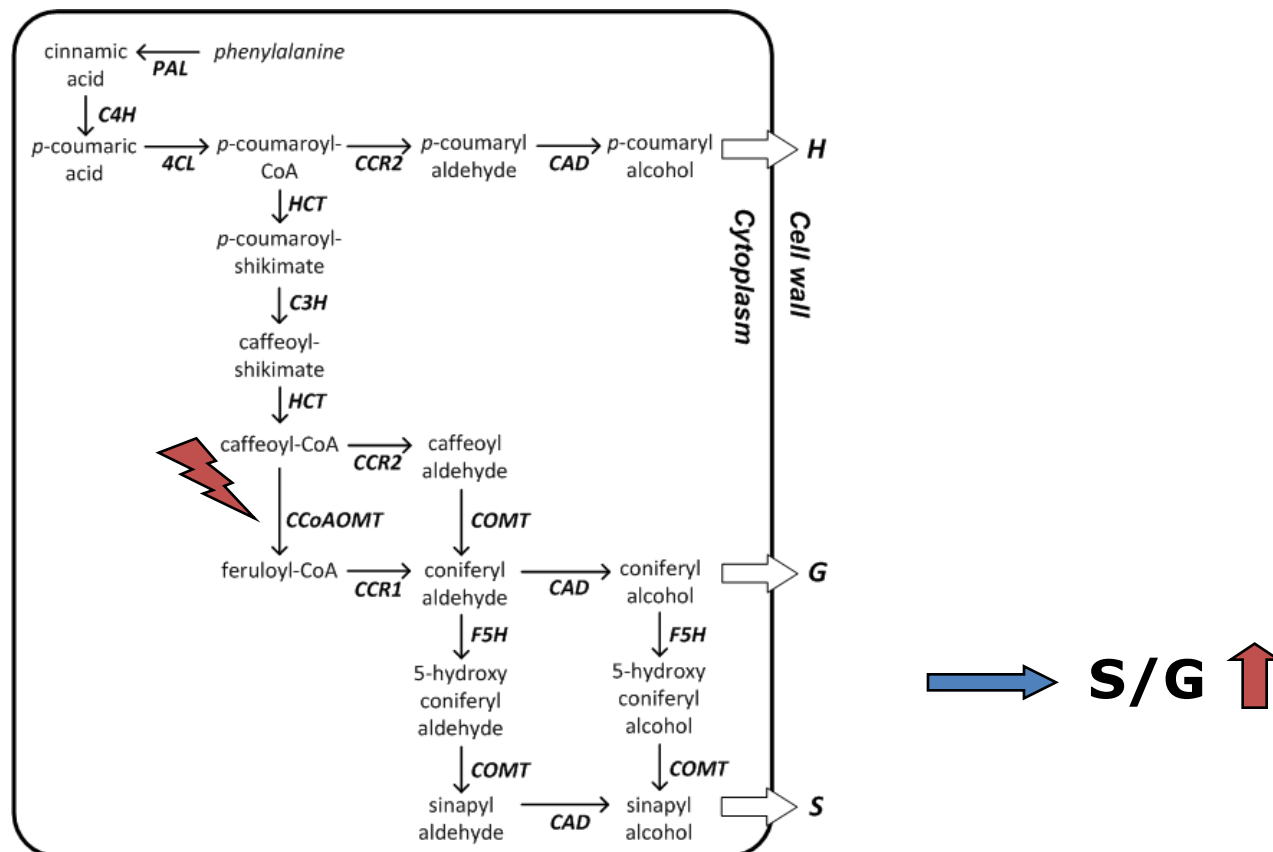 cinnamic
acid
PAL
phenylalanine
C4H
p-coumaric
acid
4CL
p-coumaroyl-
CoA
CCR2
p-coumaryl
aldehyde
CAD
p-coumaryl
alcohol
H
HCT
p-coumaroyl-
shikimate
Cytoplasm
Cell wall
C3H
caffeoyl-
shikimate
HCT
caffeoyl-CoA
CCR2
caffeoyl
aldehyde
CCoAOMT
COMT
feruloyl-CoA
CCR1
coniferyl
aldehyde
CAD
coniferyl
alcohol
G
F5H
F5H
5-hydroxy
coniferyl
aldehyde
5-hydroxy
coniferyl
alcohol
S/G
COMT
COMT
sinapyl
aldehyde
CAD
sinapyl
alcohol
S